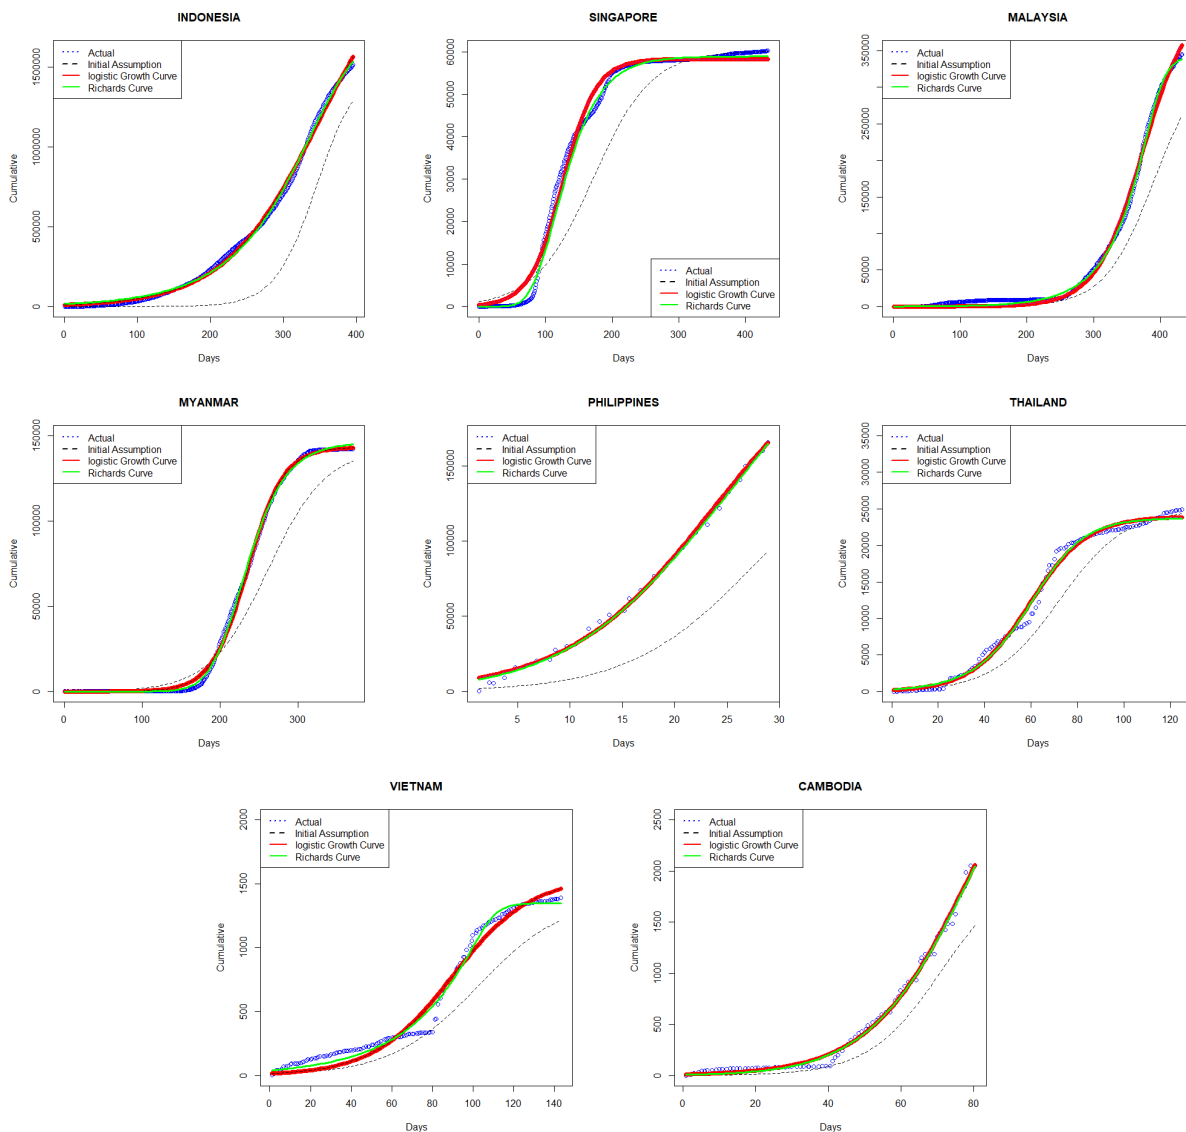 INDONESIA
Actual
Initial Assumption
logistic Growth Curve
Richards Curve
Cumulative
0
500000
1000000
1500000
0 100 200 300 400
Days
SINGAPORE
Actual
Initial Assumption
logistic Growth Curve
Richards Curve
Cumulative
0
10000
20000
30000
40000
50000
60000
0 100 200 300 400
Days
MALAYSIA
Actual
Initial Assumption
logistic Growth Curve
Richards Curve
Cumulative
0
50000
150000
250000
350000
0 100 200 300 400
Days
MYANMAR
Actual
Initial Assumption
logistic Growth Curve
Richards Curve
Cumulative
0
50000
100000
150000
0 100 200 300
Days
PHILIPPINES
Actual
Initial Assumption
logistic Growth Curve
Richards Curve
Cumulative
0
50000
100000
150000
5 10 15 20 25 30
Days
THAILAND
Actual
Initial Assumption
logistic Growth Curve
Richards Curve
Cumulative
0
5000
10000
15000
20000
25000
30000
35000
0 20 40 60 80 100 120
Days
VIETNAM
Actual
Initial Assumption
logistic Growth Curve
Richards Curve
Cumulative
0
500
1000
1500
2000
0 20 40 60 80 100 120 140
Days
CAMBODIA
Actual
Initial Assumption
logistic Growth Curve
Richards Curve
Cumulative
0
500
1000
1500
2000
2500
0 20 40 60 80
Days